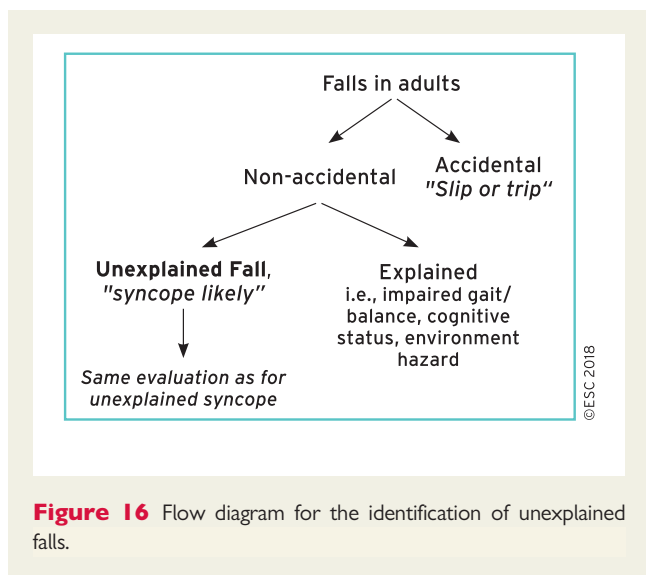 Falls in adults
Non-accidental
Accidental
"Slip or trip“
Unexplained Fall,
"syncope likely”
Explained
i.e., impaired gait/
balance, cognitive
status, environment
hazard
Same evaluation as for
unexplained syncope
©ESC 2018
Figure 16 Flow diagram for the identification of unexplained
falls.